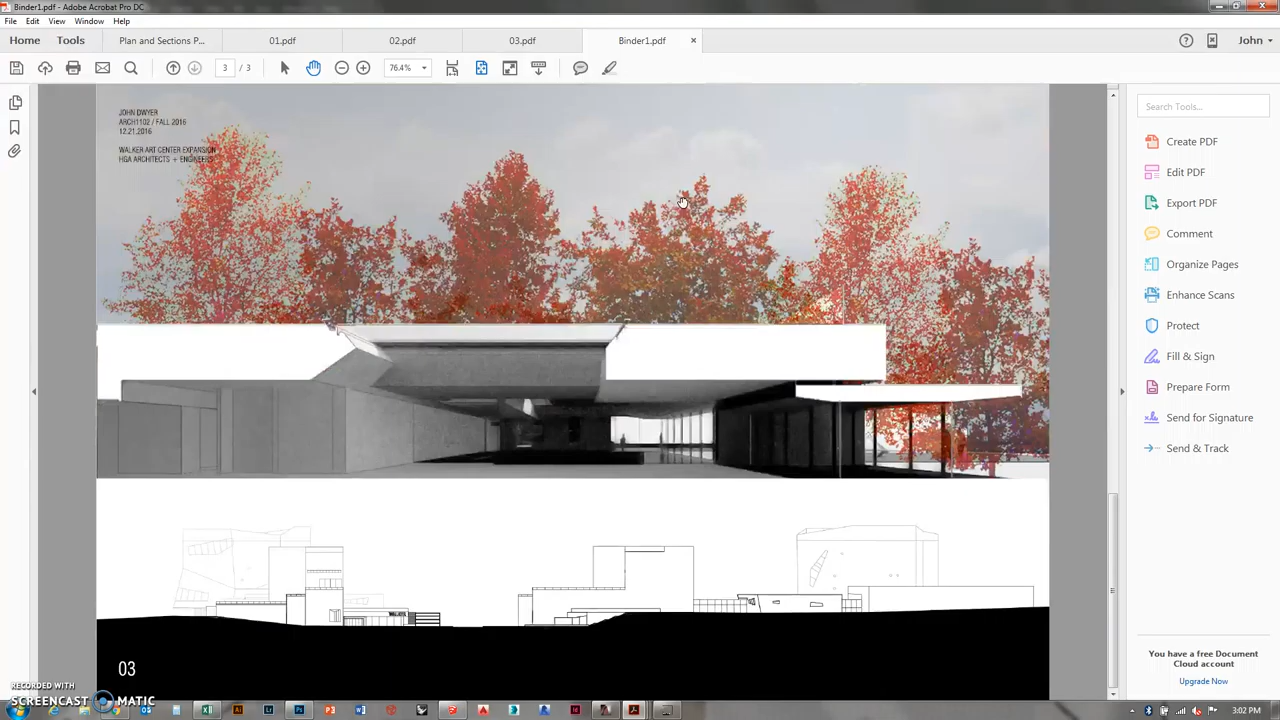 Binder1.pdf - Adobe Acrobat Pro DC
File Edit View Window Help
Home Tools Plan and Sections P... 01.pdf 02.pdf 03.pdf Binder1.pdf × John
3 / 3 76.4%
JOHN DWYER
ARCH1102 / FALL 2016
12.21.2016
WALKER ART CENTER EXPANSION
HGA ARCHITECTS + ENGINEERS
Search Tools...
Create PDF
Edit PDF
Export PDF
Comment
Organize Pages
Enhance Scans
Protect
Fill & Sign
Prepare Form
Send for Signature
Send & Track
WALKER
03
You have a free Document
Cloud account
Upgrade Now
RECORDED WITH
SCREENCAST MATIC
3:02 PM